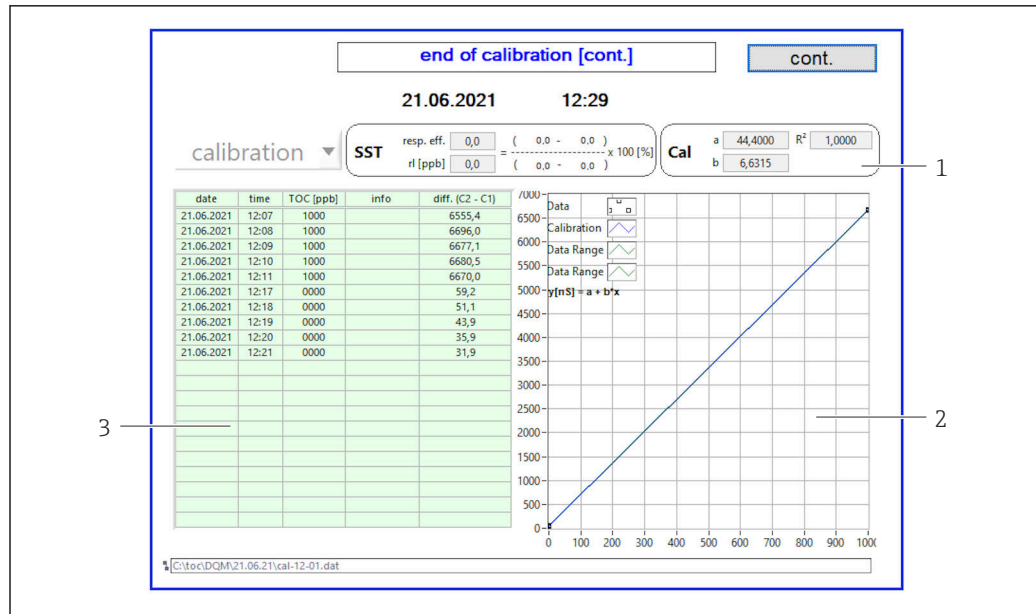 end of calibration [cont.]
cont.
21.06.2021 12:29
calibration
SST
resp. eff. 0,0 = ( 0,0 - 0,0 ) x 100 [%]
rl [ppb] 0,0 ( 0,0 - 0,0 )
Cal
a 44,4000 R² 1,0000
b 6,6315
1
date time TOC [ppb] info diff. (C2 - C1)
21.06.2021 12:07 1000 6555,4
21.06.2021 12:08 1000 6696,0
21.06.2021 12:09 1000 6677,1
21.06.2021 12:10 1000 6680,5
21.06.2021 12:11 1000 6670,0
21.06.2021 12:17 0000 59,2
21.06.2021 12:18 0000 51,1
21.06.2021 12:19 0000 43,9
21.06.2021 12:20 0000 35,9
21.06.2021 12:21 0000 31,9
3
Data
Calibration
Data Range
Data Range
y[nS] = a + b*x
7000
6500
6000
5500
5000
4500
4000
3500
3000
2500
2000
1500
1000
500
0
0 100 200 300 400 500 600 700 800 900 100
2
C:\toc\DQM\21.06.21\cal-12-01.dat